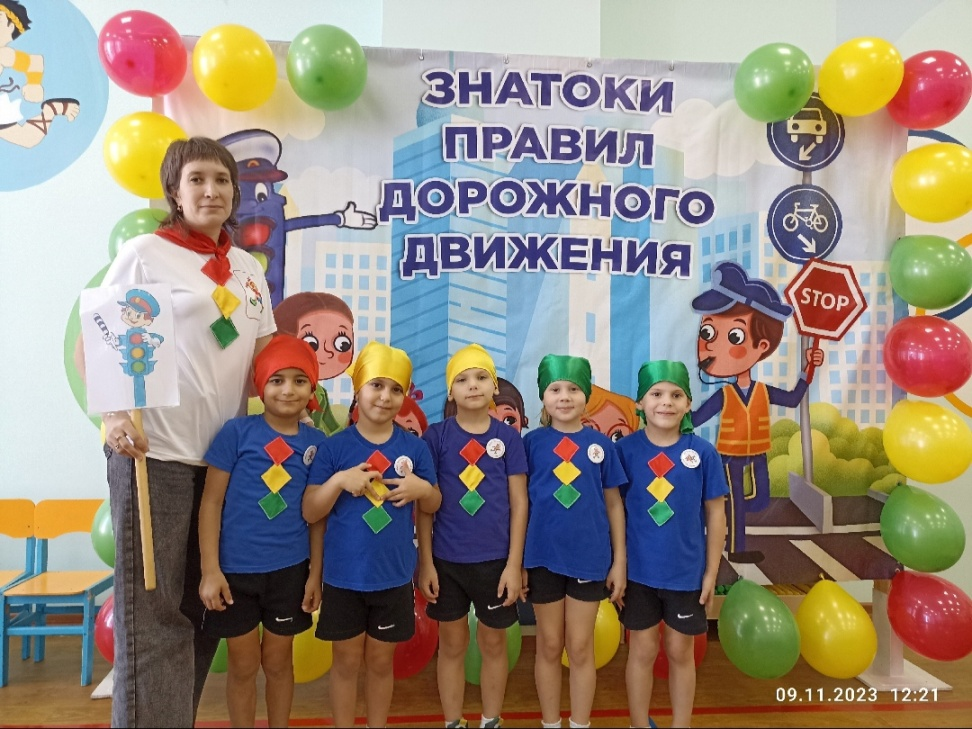 ЗНАТОКИ
ПРАВИЛ
ДОРОЖНОГО
ДВИЖЕНИЯ
STOP
09.11.2023 12:21